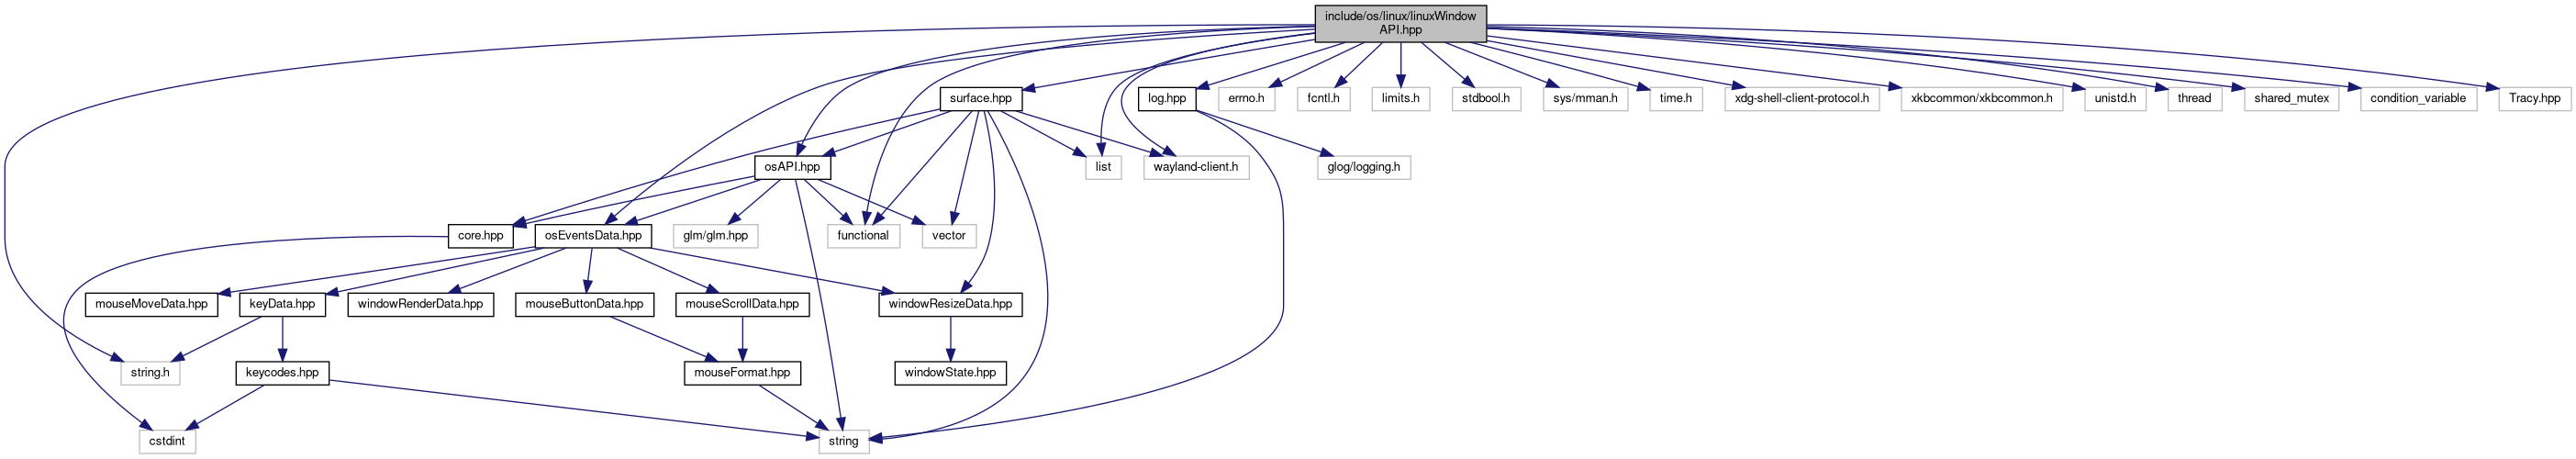 include/os/linux/linuxWindow
API.hpp
surface.hpp
log.hpp
errno.h
fcntl.h
limits.h
stdbool.h
sys/mman.h
time.h
xdg-shell-client-protocol.h
xkbcommon/xkbcommon.h
unistd.h
thread
shared_mutex
condition_variable
Tracy.hpp
osAPI.hpp
list
wayland-client.h
glog/logging.h
core.hpp
osEventsData.hpp
glm/glm.hpp
functional
vector
mouseMoveData.hpp
keyData.hpp
windowRenderData.hpp
mouseButtonData.hpp
mouseScrollData.hpp
windowResizeData.hpp
string.h
keycodes.hpp
mouseFormat.hpp
windowState.hpp
cstdint
string